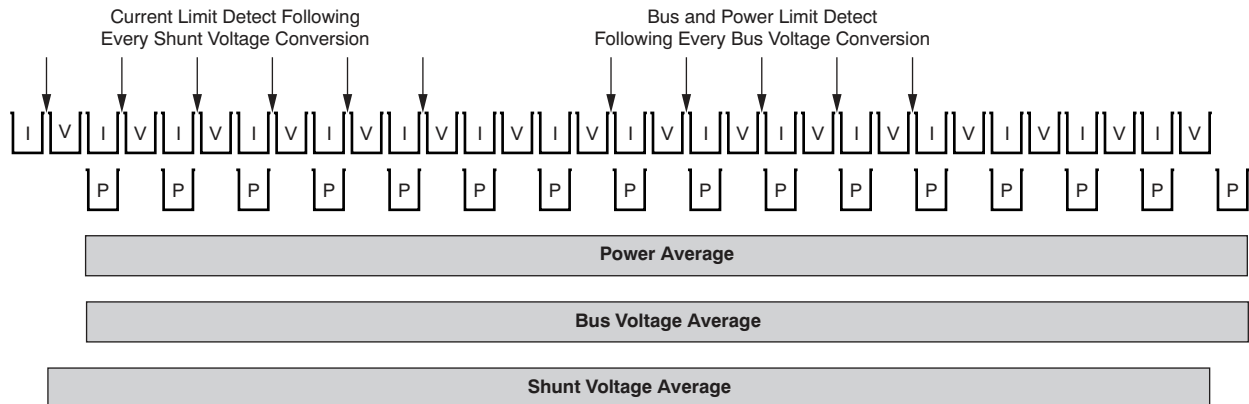 Current Limit Detect Following
Every Shunt Voltage Conversion
Bus and Power Limit Detect
Following Every Bus Voltage Conversion
I V I V I V I V I V I V I V I V I V I V I V I V I V I V I V I V
P P P P P P P P P P P P P P P P
Power Average
Bus Voltage Average
Shunt Voltage Average